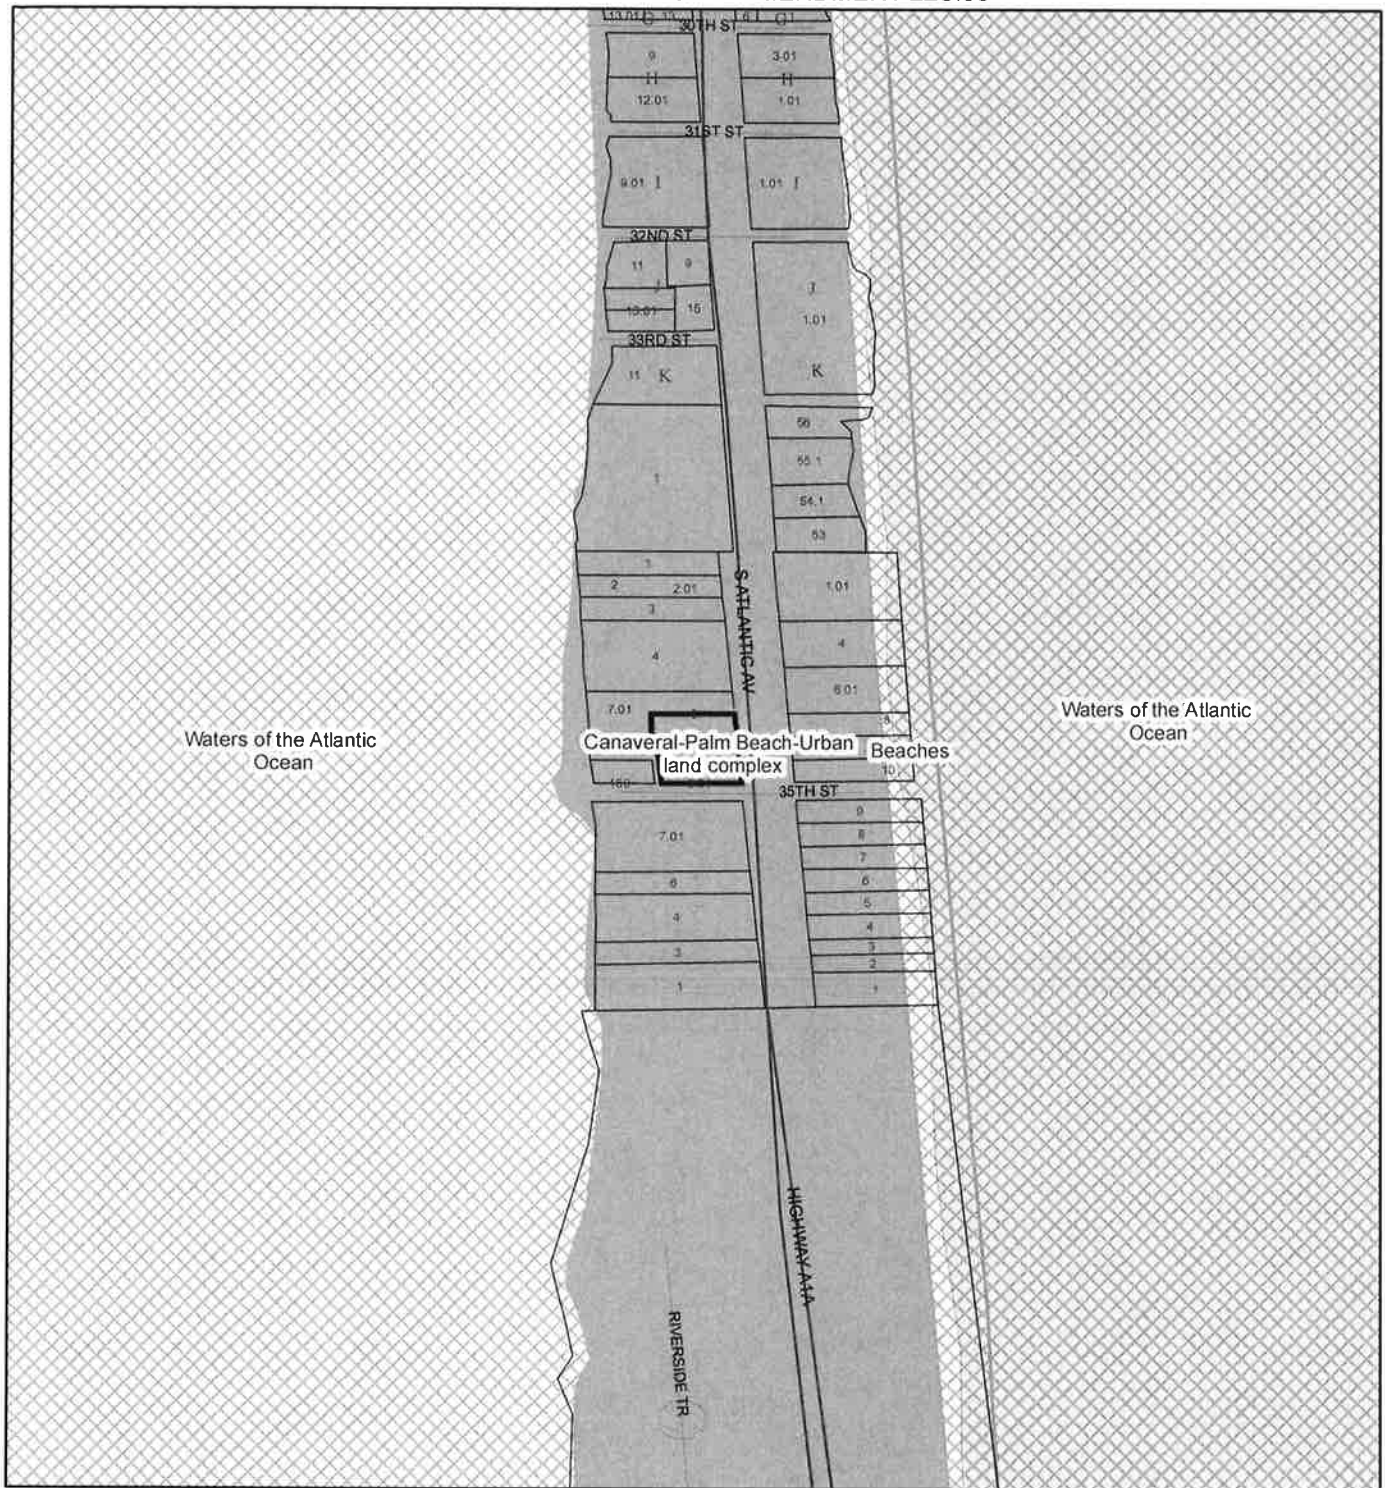 30TH ST
9
H
12.01
3.01
H
1.01
31ST ST
9.01 I
1.01 I
32ND ST
11
9
J
15
J
1.01
33RD ST
11 K
K
56
55.1
54.1
53
1
1
2
2.01
3
4
S ATLANTIC AV
1.01
4
6.01
8
10
7.01
Waters of the Atlantic
Ocean
Canaveral-Palm Beach-Urban
land complex
Beaches
Waters of the Atlantic
Ocean
35TH ST
7.01
6
4
3
1
9
8
7
6
5
4
3
2
1
HIGHWAY A1A
RIVERSIDE TR